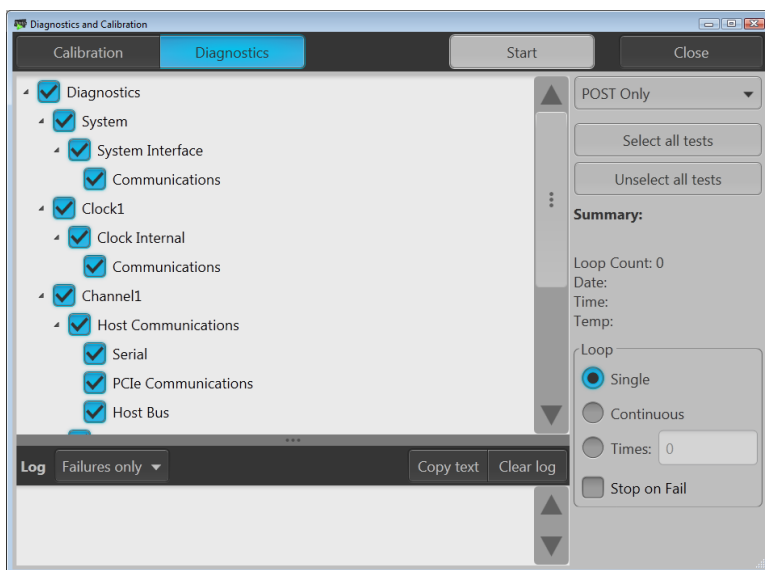 Diagnostics and Calibration
Calibration Diagnostics Start Close
Diagnostics
System
System Interface
Communications
Clock1
Clock Internal
Communications
Channel1
Host Communications
Serial
PCIe Communications
Host Bus
POST Only
Select all tests
Unselect all tests
Summary:
Loop Count: 0
Date:
Time:
Temp:
Loop
Single
Continuous
Times: 0
Stop on Fail
Log Failures only Copy text Clear log